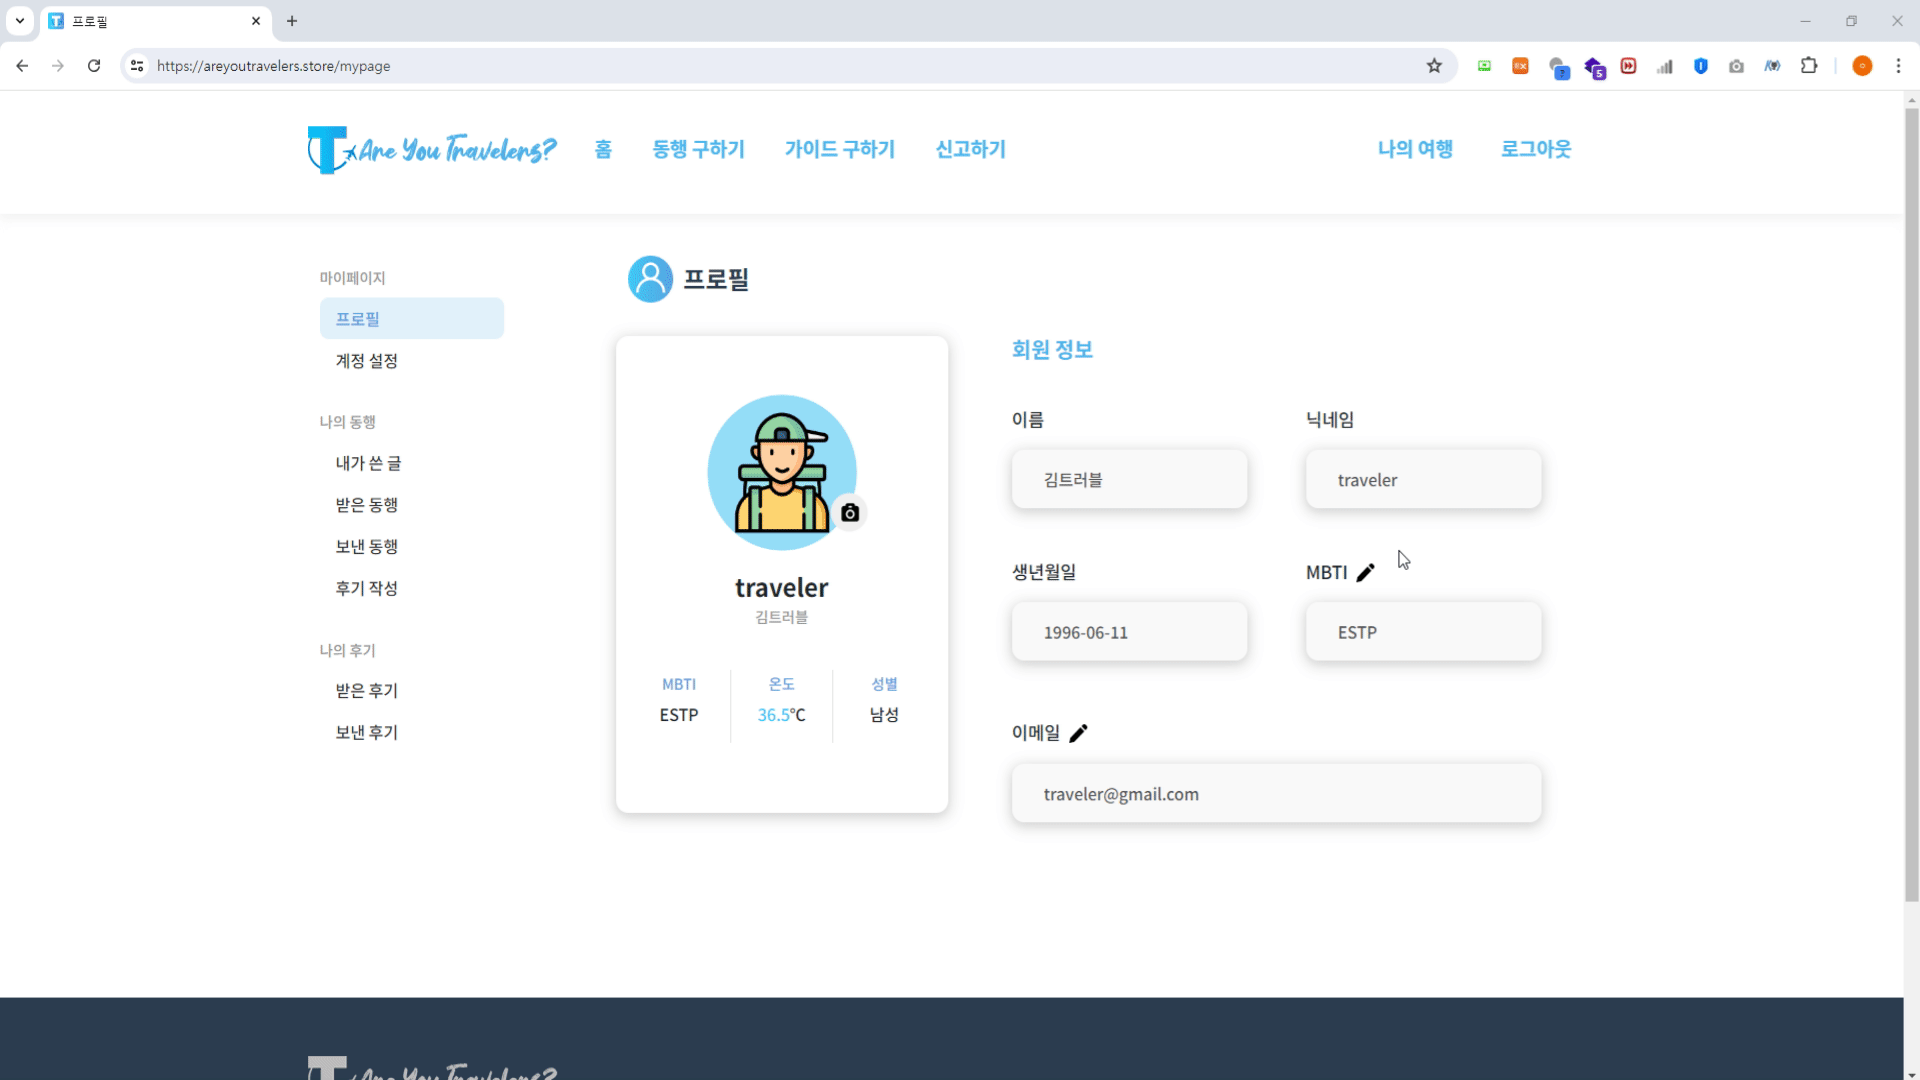 프로필
https://areyoutravelers.store/mypage
T Are You Travelers?
홈
동행 구하기
가이드 구하기
신고하기
나의 여행
로그아웃
마이페이지
프로필
계정 설정
나의 동행
내가 쓴 글
받은 동행
보낸 동행
후기 작성
나의 후기
받은 후기
보낸 후기
프로필
traveler
김트러블
MBTI
온도
성별
ESTP
36.5℃
남성
회원 정보
이름
닉네임
김트러블
traveler
생년월일
MBTI
1996-06-11
ESTP
이메일
traveler@gmail.com
T Are You Travelers?